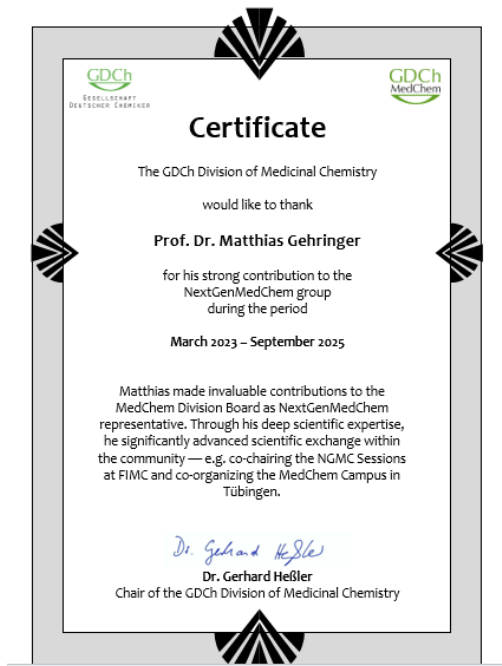 GDCh
GESELLSCHAFT
DEUTSCHER CHEMIKER
GDCh
MedChem
Certificate
The GDCh Division of Medicinal Chemistry
would like to thank
Prof. Dr. Matthias Gehringer
for his strong contribution to the
NextGenMedChem group
during the period
March 2023 – September 2025
Matthias made invaluable contributions to the
MedChem Division Board as NextGenMedChem
representative. Through his deep scientific expertise,
he significantly advanced scientific exchange within
the community — e.g. co-chairing the NGMC Sessions
at FIMC and co-organizing the MedChem Campus in
Tübingen.
Dr. Gerhard Heßler
Dr. Gerhard Heßler
Chair of the GDCh Division of Medicinal Chemistry